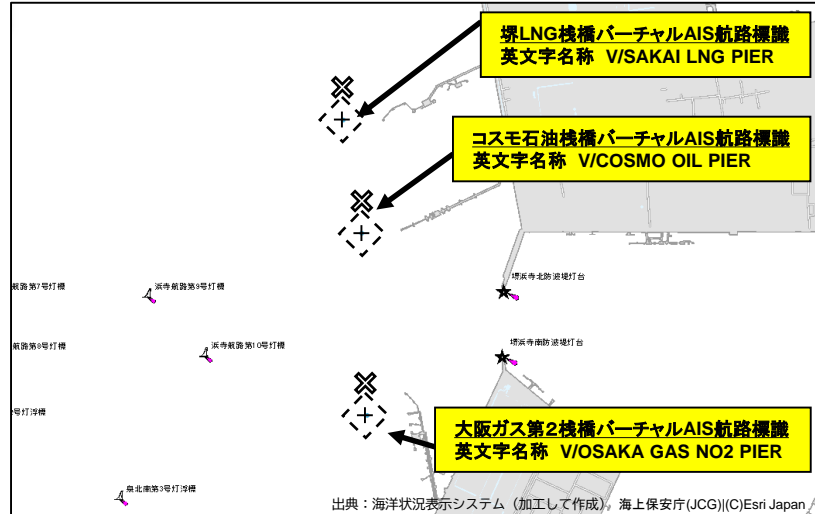 堺LNG桟橋バーチャルAIS航路標識
英文字名称 V/SAKAI LNG PIER
コスモ石油桟橋バーチャルAIS航路標識
英文字名称 V/COSMO OIL PIER
航路第7号灯標
浜寺航路第9号灯標
堺浜寺北防波堤灯台
航路第8号灯標
浜寺航路第10号灯標
堺浜寺南防波堤灯台
号灯浮標
大阪ガス第2桟橋バーチャルAIS航路標識
英文字名称 V/OSAKA GAS NO2 PIER
泉北南第3号灯浮標
出典：海洋状況表示システム（加工して作成） 海上保安庁(JCG)|(C)Esri Japan